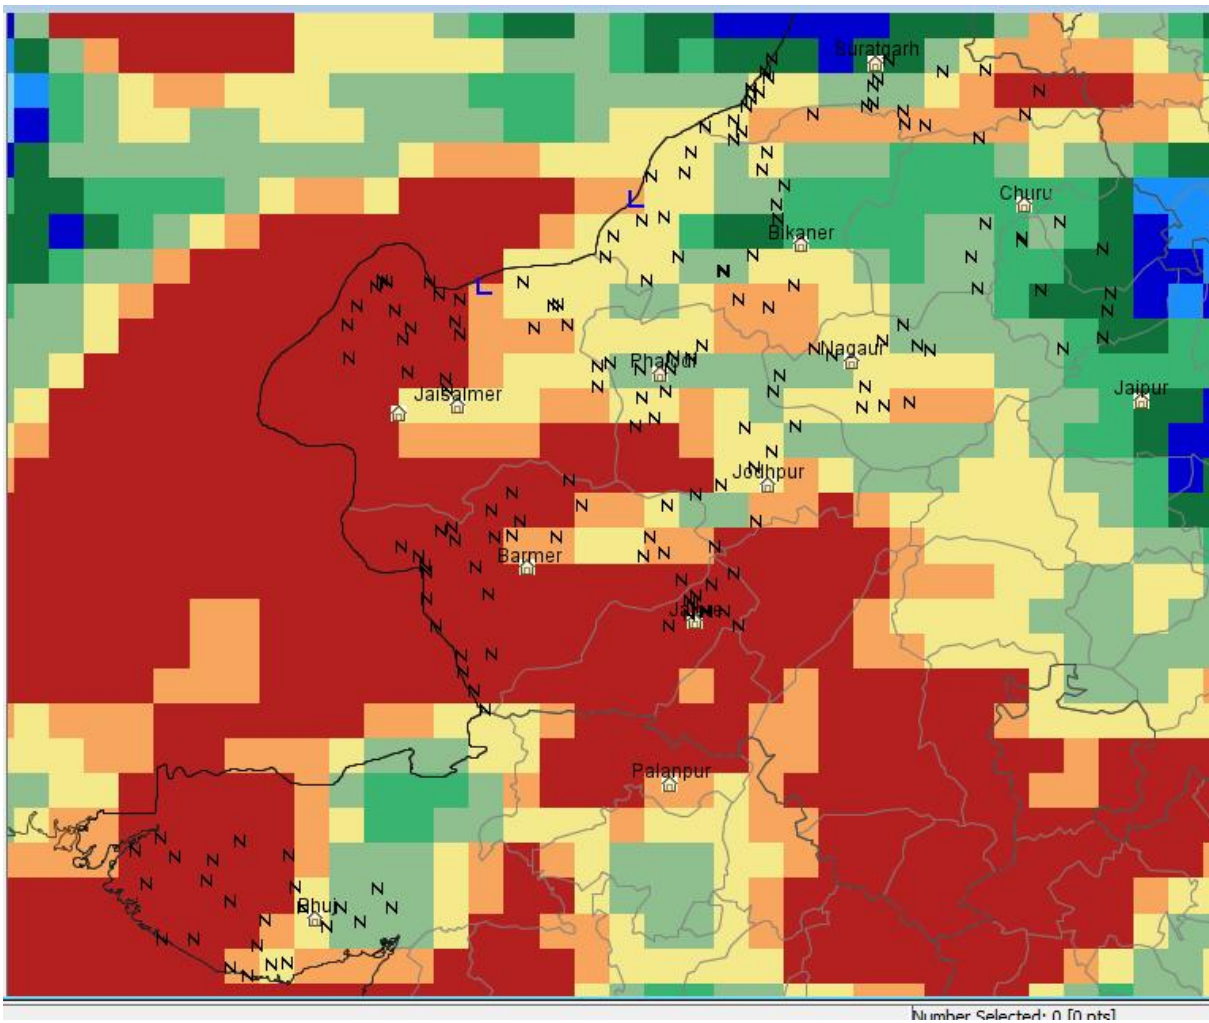 Suratgarh
Churu
Bikaner
Nagaur
Phalodi
Jaisalmer
Jaipur
Jodhpur
Barmer
Palanpur
Bhuj
Number Selected: 0 [0 pts]